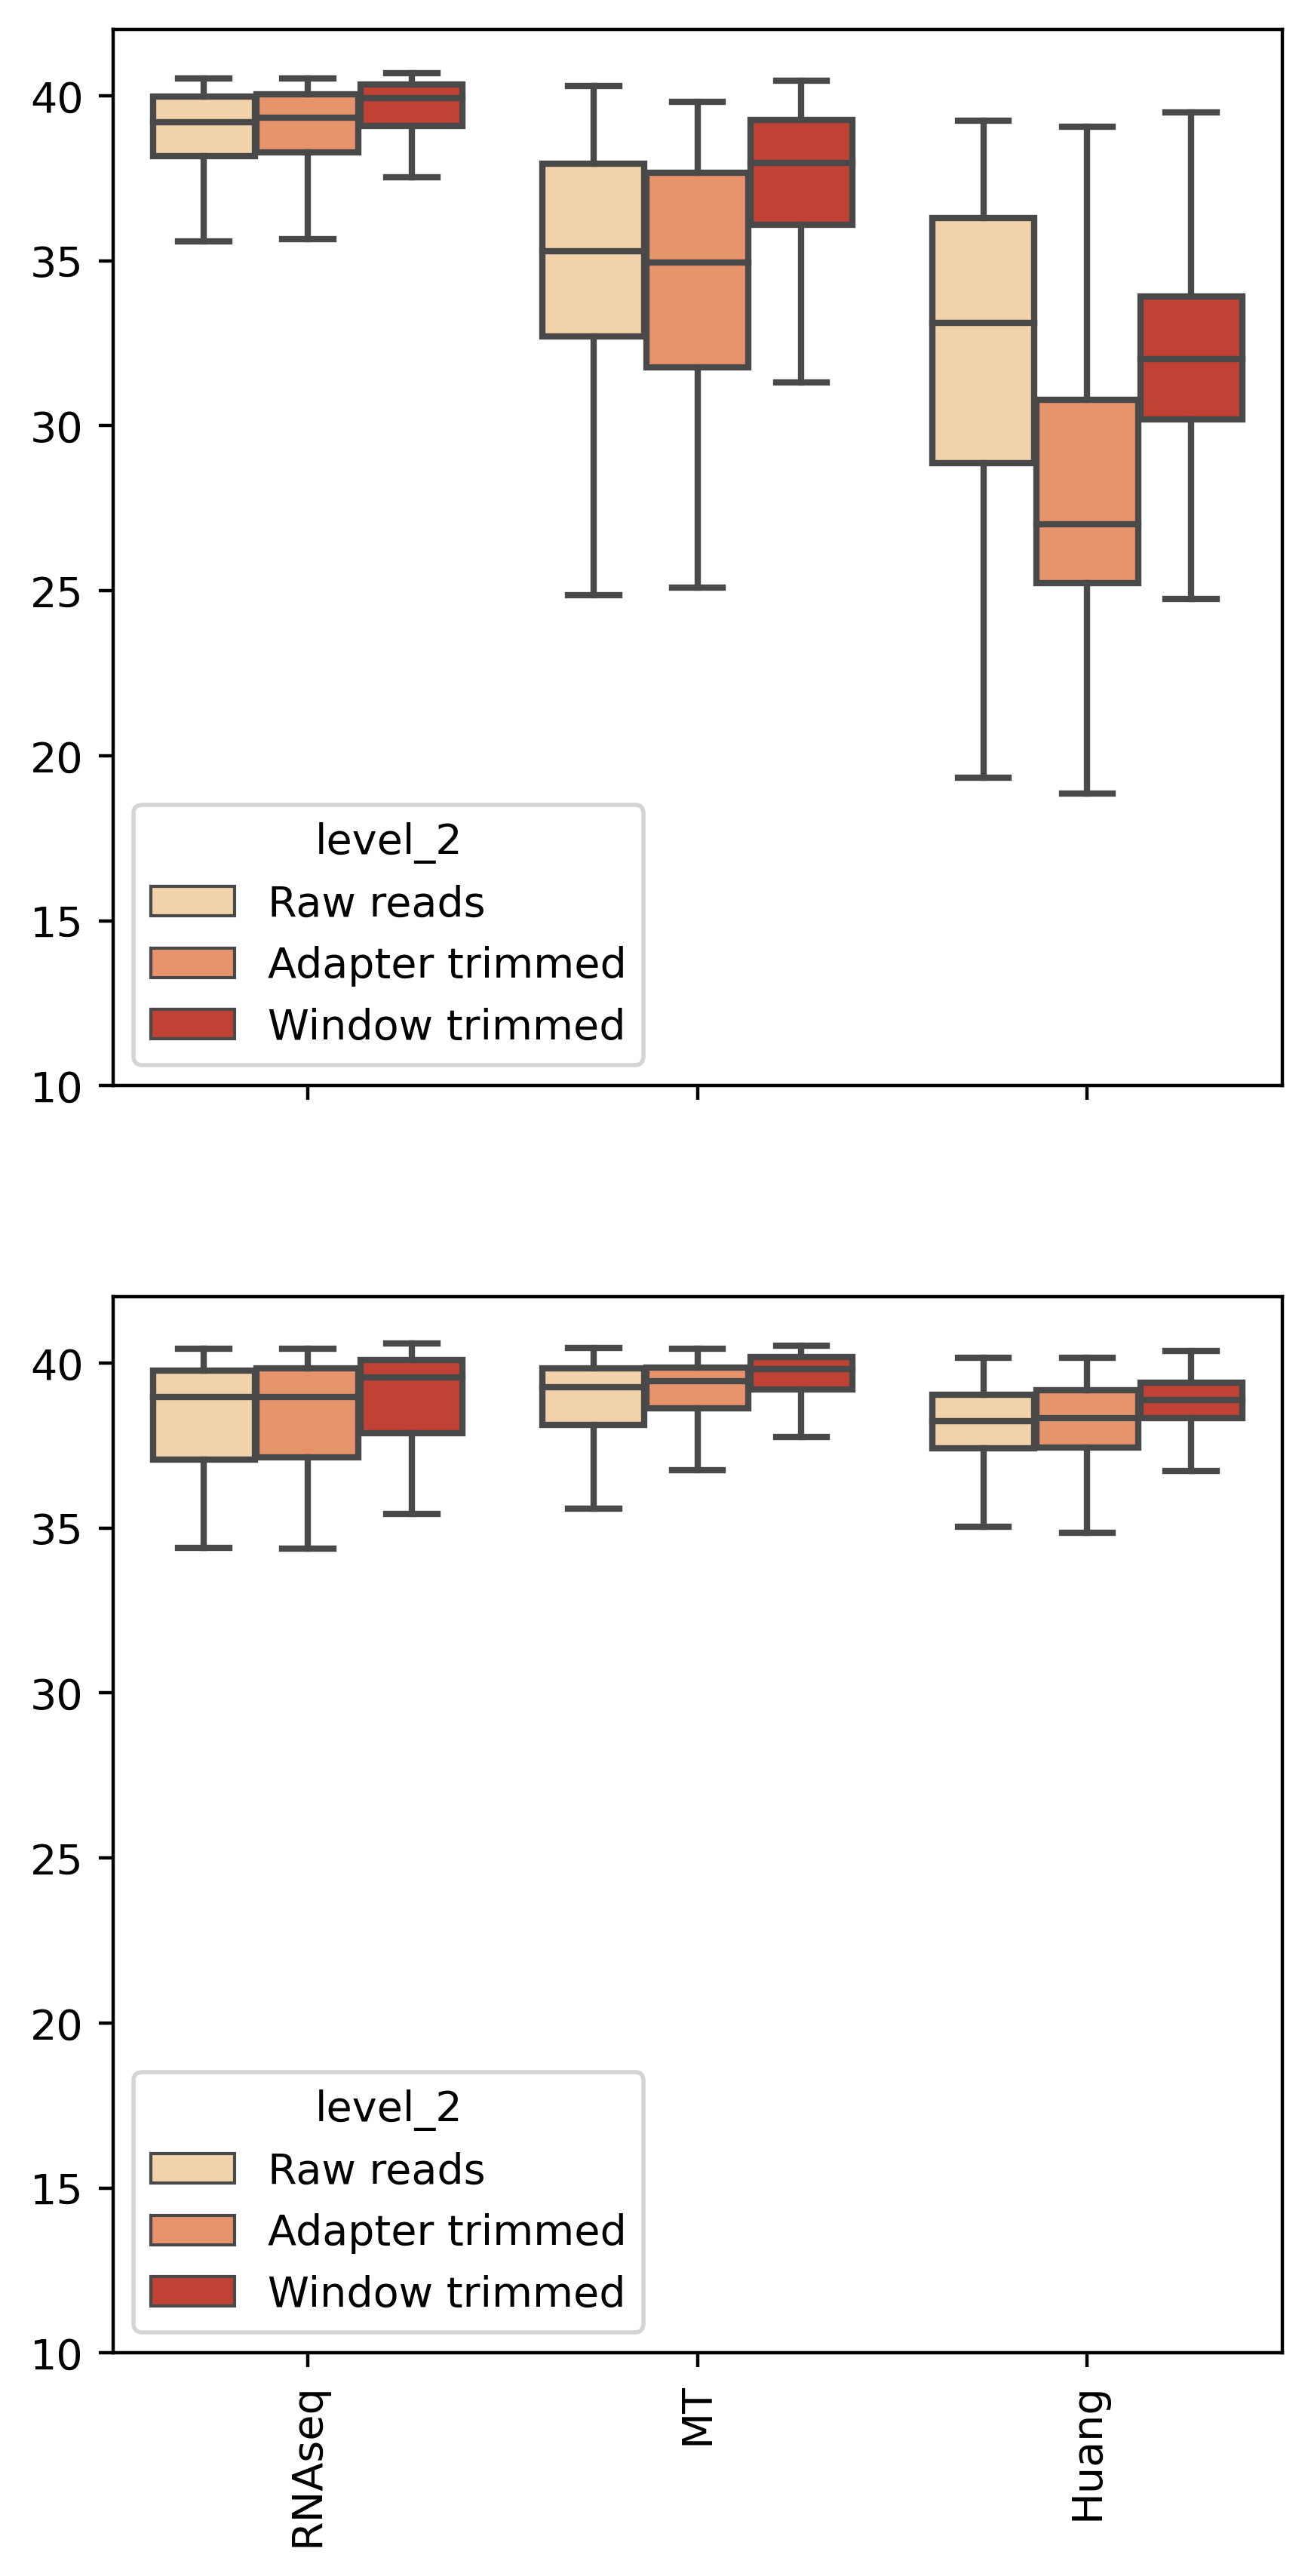 40
35
30
25
20
15
10
level_2
Raw reads
Adapter trimmed
Window trimmed
40
35
30
25
20
15
10
level_2
Raw reads
Adapter trimmed
Window trimmed
RNAseq
MT
Huang